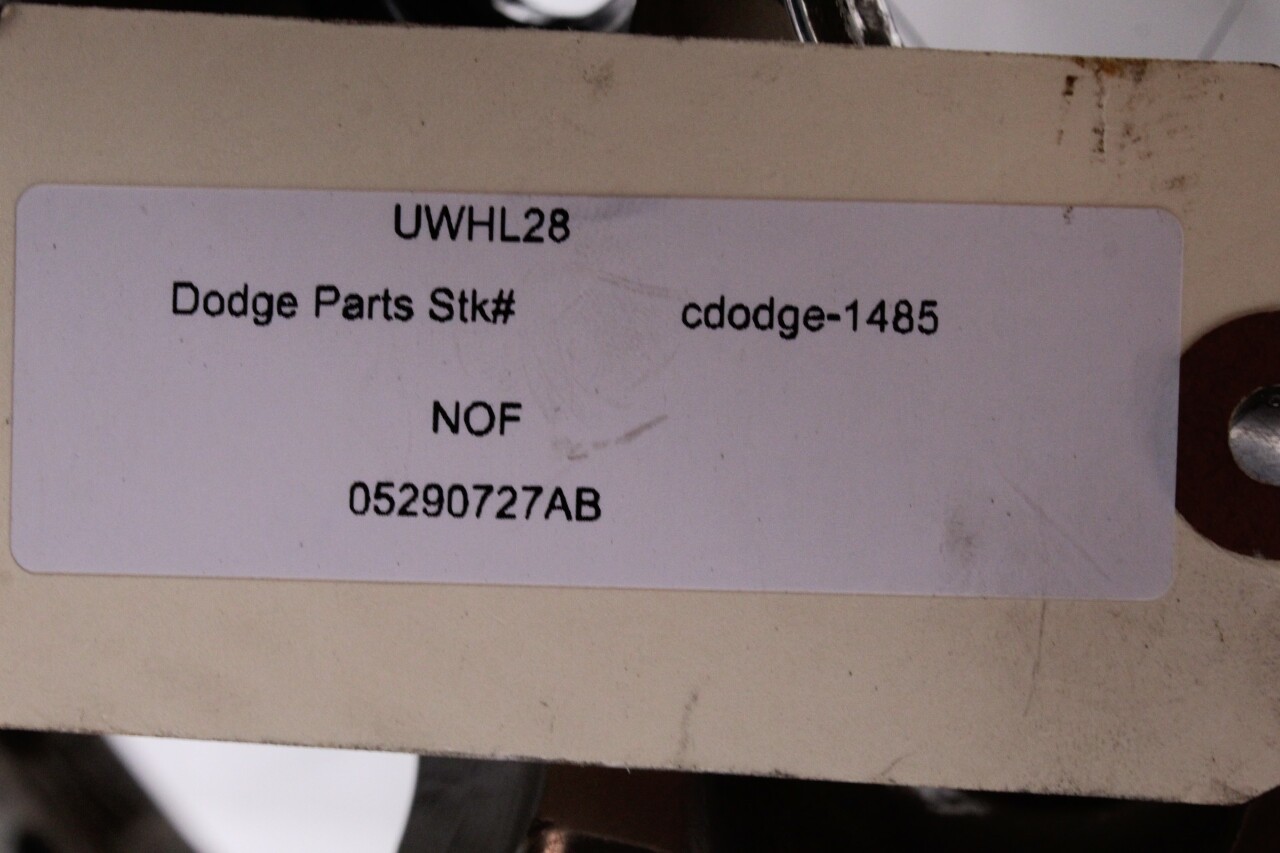 UWHL28
Dodge Parts Stk# cdodge-1485
NOF
05290727AB